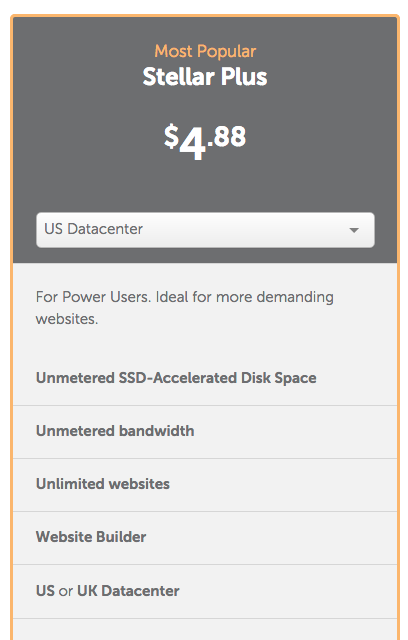 Most Popular
Stellar Plus
$4.88
US Datacenter
For Power Users. Ideal for more demanding
websites.
Unmetered SSD-Accelerated Disk Space
Unmetered bandwidth
Unlimited websites
Website Builder
US or UK Datacenter